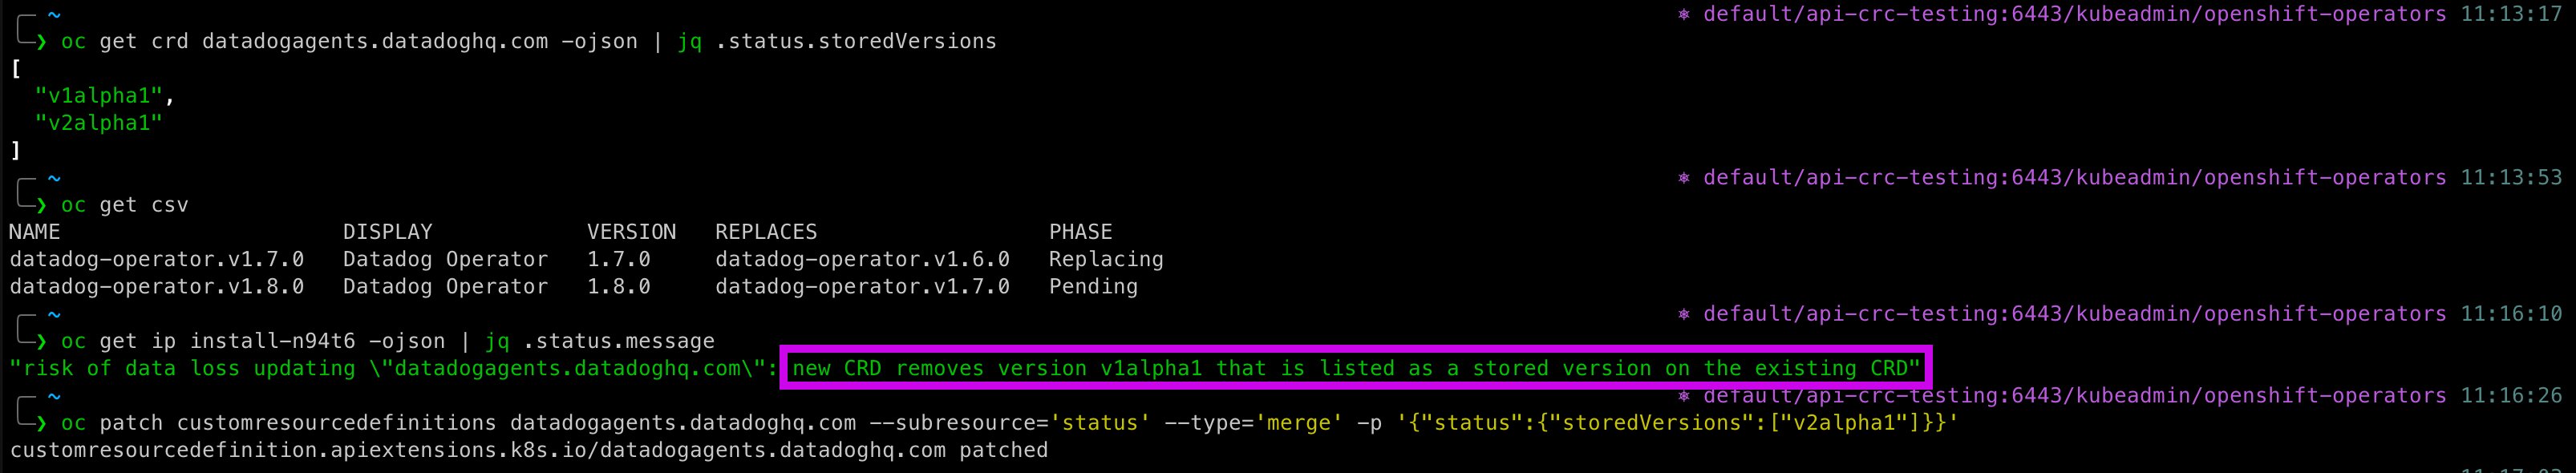 ~ ⎈ default/api-crc-testing:6443/kubeadmin/openshift-operators 11:13:17
❯ oc get crd datadogagents.datadoghq.com -ojson | jq .status.storedVersions
[
  "v1alpha1",
  "v2alpha1"
]
~ ⎈ default/api-crc-testing:6443/kubeadmin/openshift-operators 11:13:53
❯ oc get csv
NAME DISPLAY VERSION REPLACES PHASE
datadog-operator.v1.7.0 Datadog Operator 1.7.0 datadog-operator.v1.6.0 Replacing
datadog-operator.v1.8.0 Datadog Operator 1.8.0 datadog-operator.v1.7.0 Pending
~ ⎈ default/api-crc-testing:6443/kubeadmin/openshift-operators 11:16:10
❯ oc get ip install-n94t6 -ojson | jq .status.message
"risk of data loss updating \"datadogagents.datadoghq.com\": new CRD removes version v1alpha1 that is listed as a stored version on the existing CRD"
~ ⎈ default/api-crc-testing:6443/kubeadmin/openshift-operators 11:16:26
❯ oc patch customresourcedefinitions datadogagents.datadoghq.com --subresource='status' --type='merge' -p '{"status":{"storedVersions":["v2alpha1"]}}'
customresourcedefinition.apiextensions.k8s.io/datadogagents.datadoghq.com patched